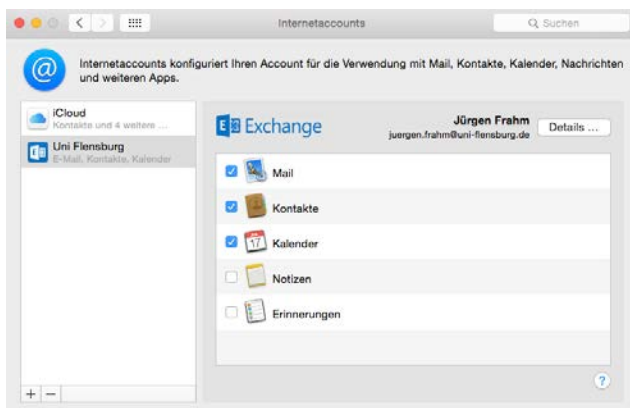 Internetaccounts
Suchen
Internetaccounts konfiguriert Ihren Account für die Verwendung mit Mail, Kontakte, Kalender, Nachrichten
und weiteren Apps.
iCloud
Kontakte und 4 weitere ...
Uni Flensburg
E-Mail, Kontakte, Kalender
Exchange
Jürgen Frahm
juergen.frahm@uni-flensburg.de
Details ...
Mail
Kontakte
17
Kalender
Notizen
Erinnerungen